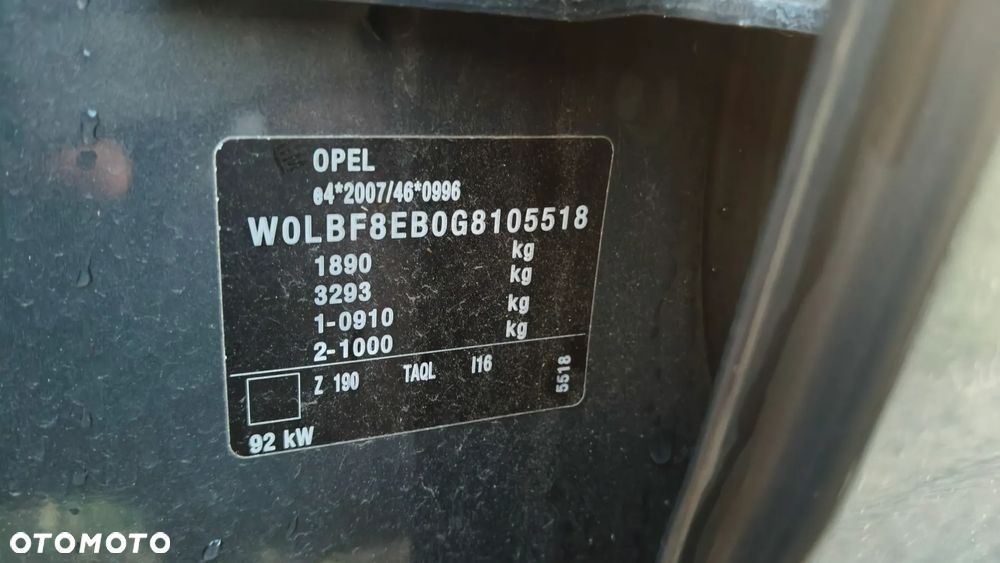 OPEL
e4*2007/46*0996
W0LBF8EB0G8105518
1890 kg
3293 kg
1-0910 kg
2-1000 kg
Z 190 TAQL I16 5518
92 kW
OTOMOTO